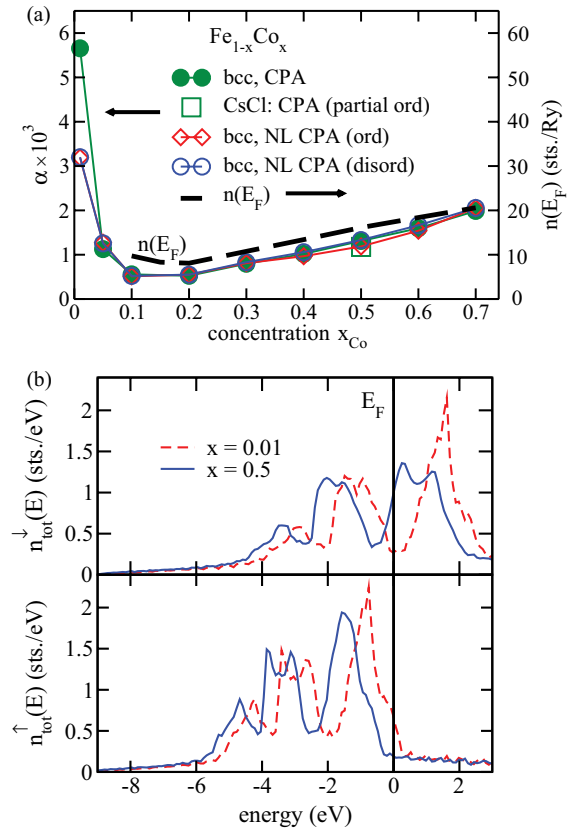 (a)
Fe1-xCox
bcc, CPA
CsCl: CPA (partial ord)
bcc, NL CPA (ord)
bcc, NL CPA (disord)
n(EF)
n(EF)
α × 10³
6
5
4
3
2
1
0
n(EF) (sts./Ry)
60
50
40
30
20
10
0
0 0.1 0.2 0.3 0.4 0.5 0.6 0.7
concentration xCo
(b)
EF
x = 0.01
x = 0.5
n↓tot(E) (sts./eV)
2
1.5
1
0.5
0
n↑tot(E) (sts./eV)
2
1.5
1
0.5
0
-8 -6 -4 -2 0 2
energy (eV)